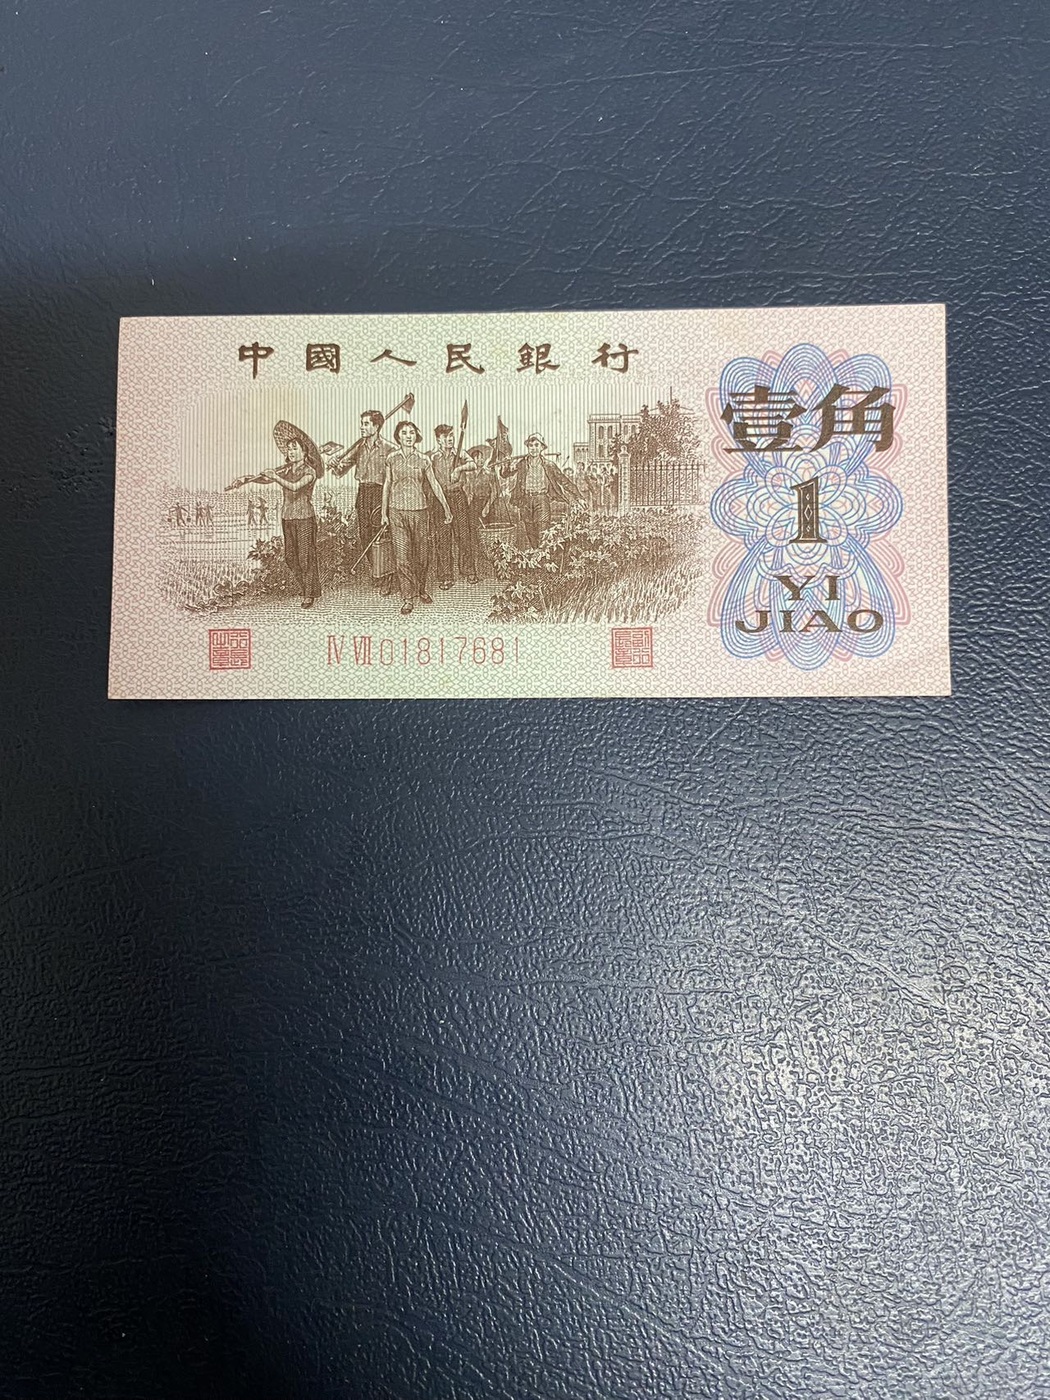 中國人民銀行
壹角
1
YI
JIAO
Ⅳ Ⅶ 01817681